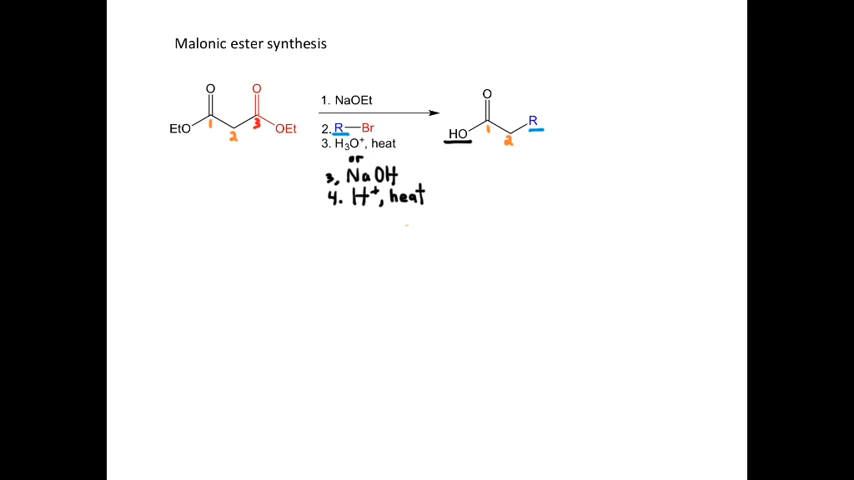 Malonic ester synthesis
O O
EtO 1 2 3 OEt
1. NaOEt
2. R—Br
3. H₃O⁺, heat
or
3. NaOH
4. H⁺, heat
O
HO 1 2 R